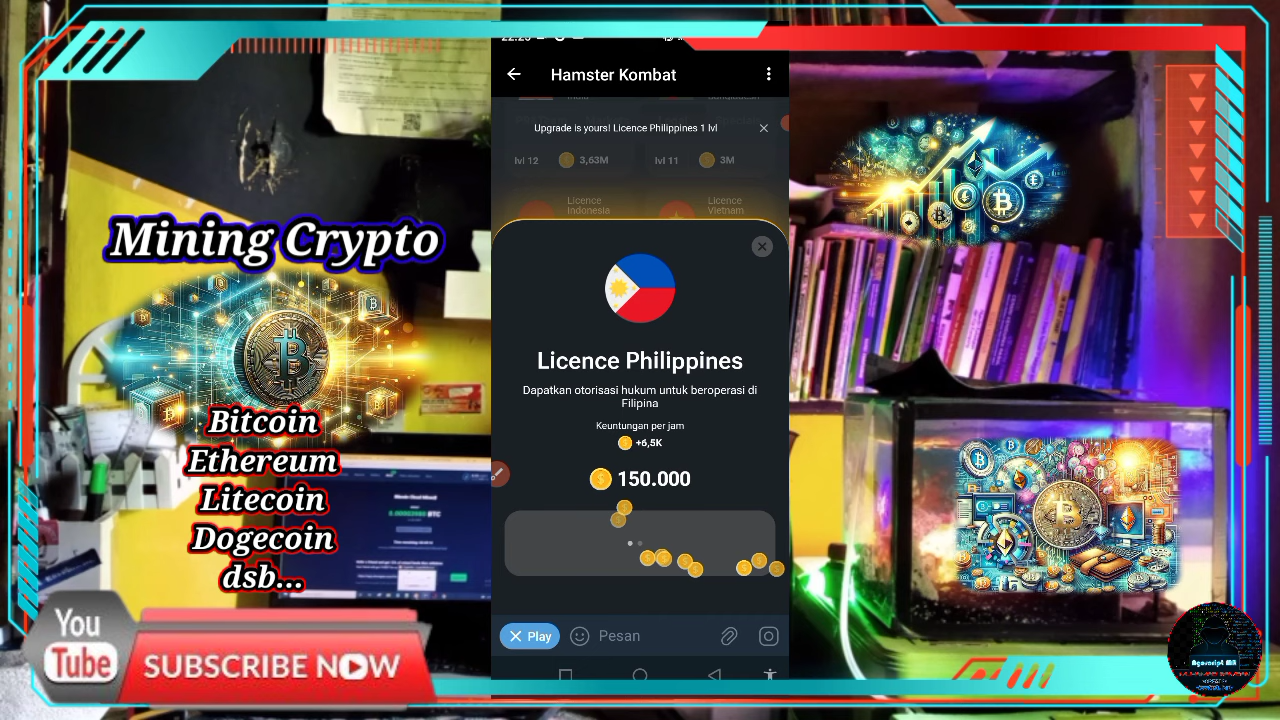 22:25
Hamster Kombat
Upgrade is yours! Licence Philippines 1 lvl
lvl 12 3,63M lvl 11 3M
Licence Indonesia
Licence Vietnam
Licence Philippines
Dapatkan otorisasi hukum untuk beroperasi di
Filipina
Keuntungan per jam
+6,5K
150.000
Play Pesan
Mining Crypto
Bitcoin
Ethereum
Litecoin
Dogecoin
dsb...
You
Tube
SUBSCRIBE NOW